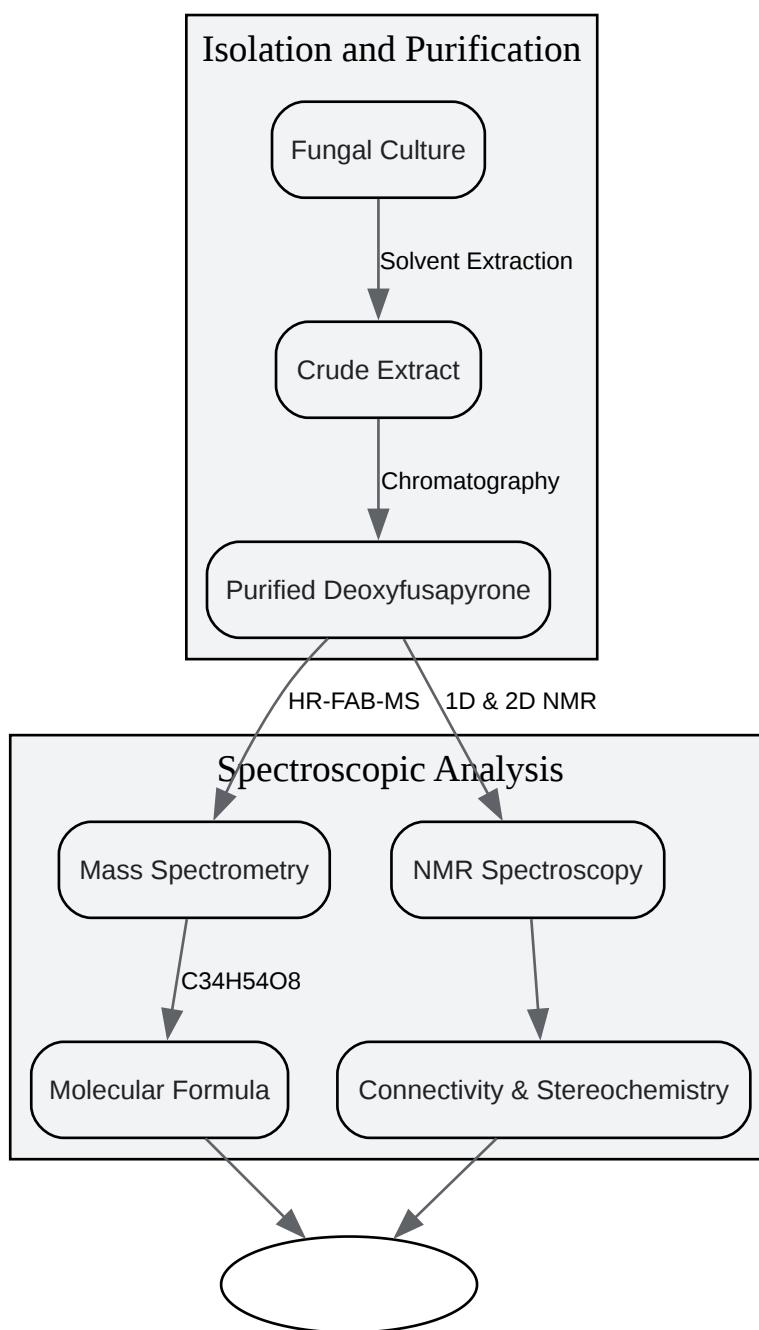 Isolation and Purification
Fungal Culture
Solvent Extraction
Crude Extract
Chromatography
Purified Deoxyfusapyrone
HR-FAB-MS
1D & 2D NMR
Spectroscopic Analysis
Mass Spectrometry
NMR Spectroscopy
C34H54O8
Molecular Formula
Connectivity & Stereochemistry